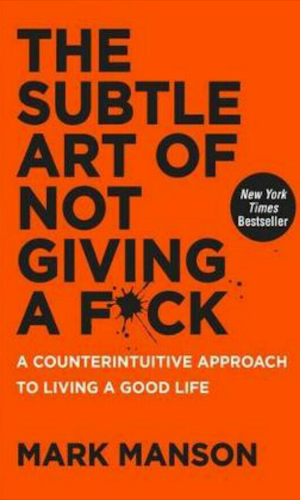 THE
SUBTLE
ART OF
NOT
GIVING
A F*CK
New York
Times
Bestseller
A COUNTERINTUITIVE APPROACH
TO LIVING A GOOD LIFE
MARK MANSON